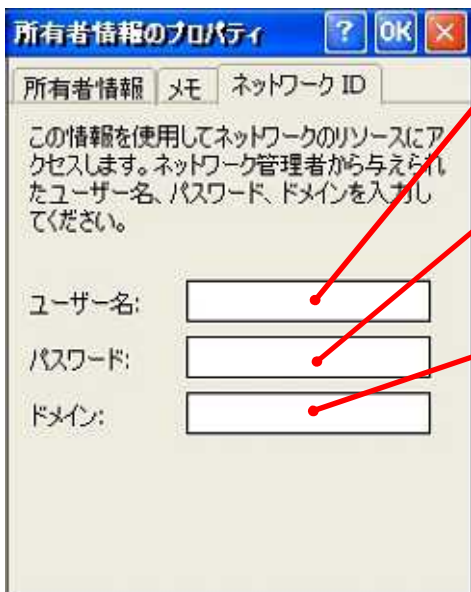 所有者情報のプロパティ ? OK ×
所有者情報 メモ ネットワーク ID
この情報を使用してネットワークのリソースにア
クセスします。ネットワーク管理者から与えられ
たユーザー名、パスワード、ドメインを入力し
てください。
ユーザー名:
パスワード:
ドメイン: